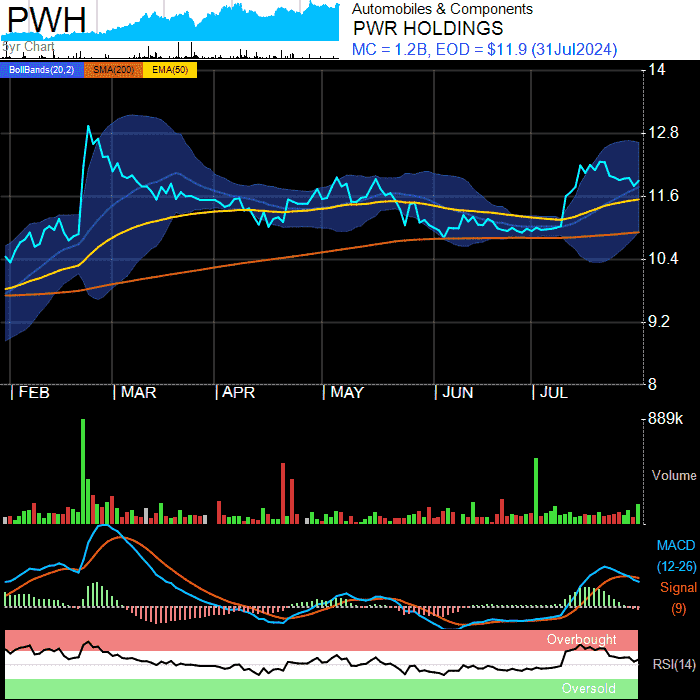 PWH
5yr Chart
Automobiles & Components
PWR HOLDINGS
MC = 1.2B, EOD = $11.9 (31Jul2024)
BollBands(20,2) SMA(200) EMA(50)
14
12.8
11.6
10.4
9.2
8
FEB MAR APR MAY JUN JUL
889k
Volume
MACD
(12-26)
Signal
(9)
Overbought
RSI(14)
Oversold